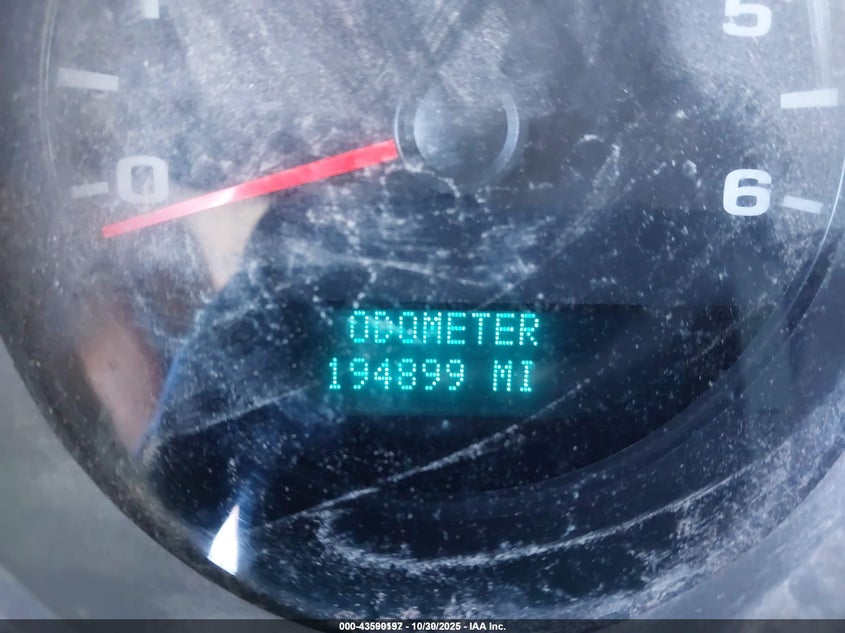 5
0
6
ODOMETER
194899 MI
000-43590197 - 10/30/2025 - IAA Inc.